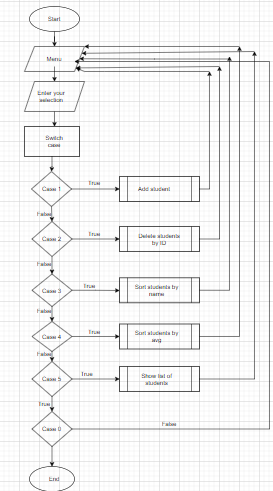 Start
Menu
Enter your
selection
Switch
case
Case 1
True
Add student
False
Case 2
True
Delete students
by ID
False
Case 3
True
Sort students by
name
False
Case 4
True
Sort students by
avg
False
Case 5
True
Show list of
students
True
Case 0
False
End